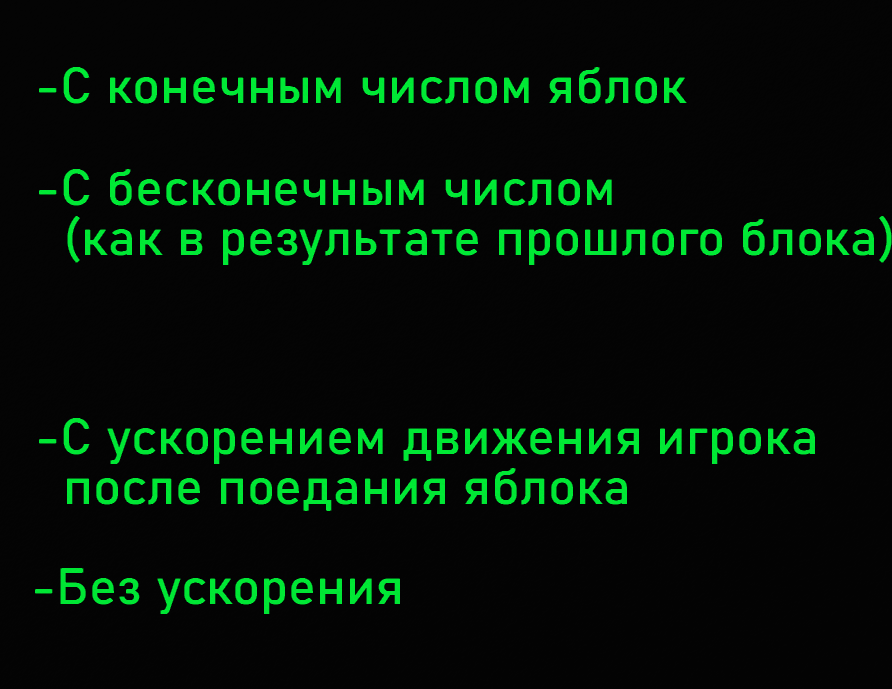 -С конечным числом яблок
-С бесконечным числом
(как в результате прошлого блока)
-С ускорением движения игрока
после поедания яблока
-Без ускорения